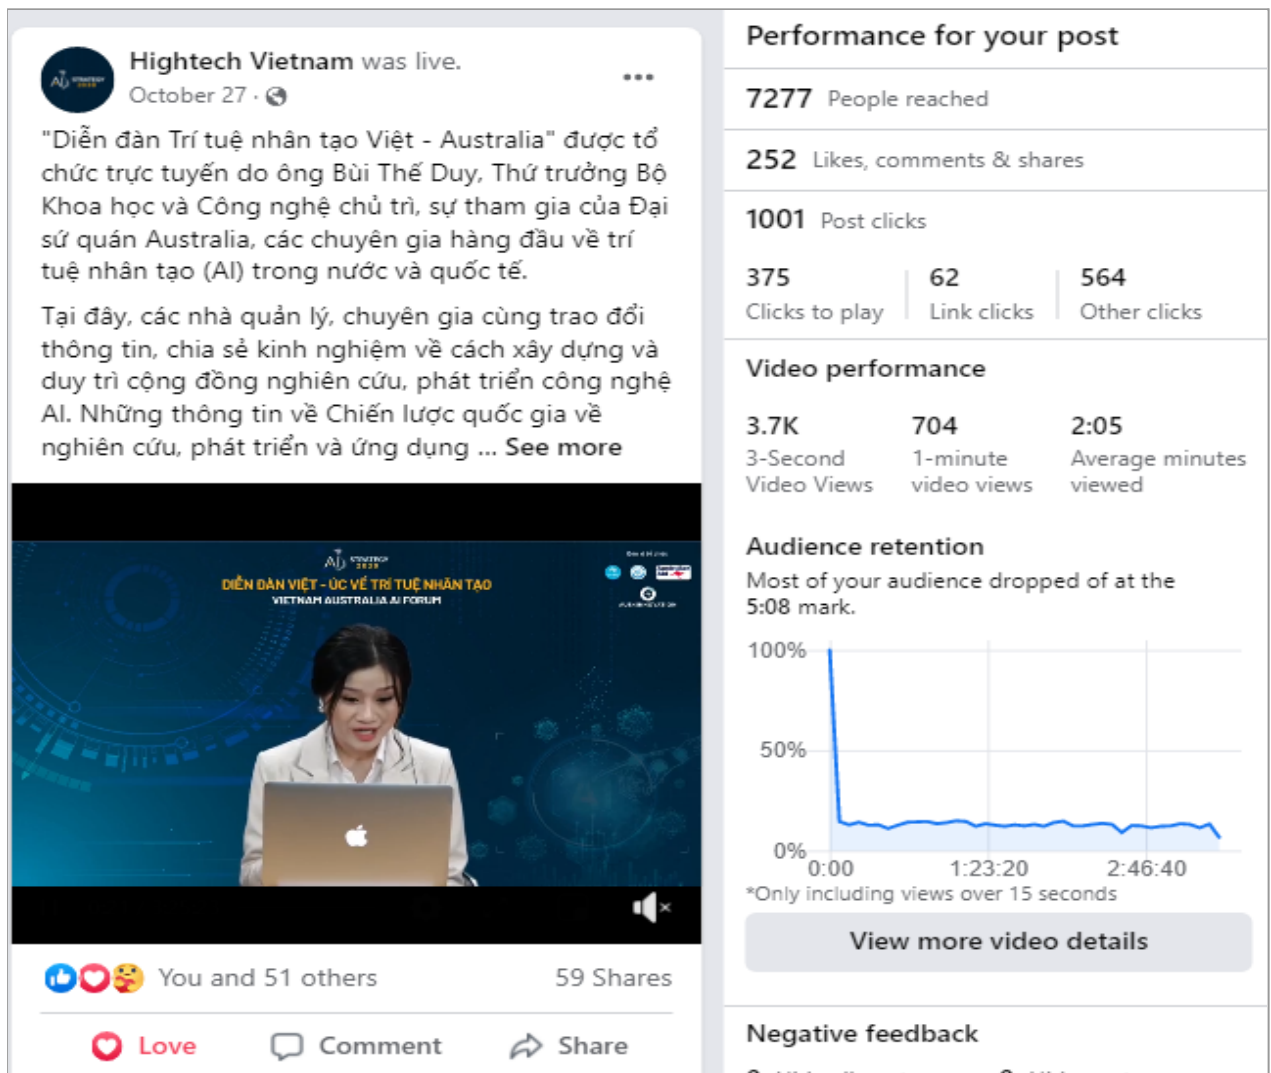 Hightech Vietnam was live.
October 27 ·
"Diễn đàn Trí tuệ nhân tạo Việt - Australia" được tổ
chức trực tuyến do ông Bùi Thế Duy, Thứ trưởng Bộ
Khoa học và Công nghệ chủ trì, sự tham gia của Đại
sứ quán Australia, các chuyên gia hàng đầu về trí
tuệ nhân tạo (AI) trong nước và quốc tế.
Tại đây, các nhà quản lý, chuyên gia cùng trao đổi
thông tin, chia sẻ kinh nghiệm về cách xây dựng và
duy trì cộng đồng nghiên cứu, phát triển công nghệ
AI. Những thông tin về Chiến lược quốc gia về
nghiên cứu, phát triển và ứng dụng ... See more
AI STRATEGY
DIỄN ĐÀN VIỆT - ÚC VỀ TRÍ TUỆ NHÂN TẠO
VIETNAM AUSTRALIA AI FORUM
You and 51 others
59 Shares
Love
Comment
Share
Performance for your post
7277 People reached
252 Likes, comments & shares
1001 Post clicks
375
62
564
Clicks to play
Link clicks
Other clicks
Video performance
3.7K
704
2:05
3-Second
1-minute
Average minutes
Video Views
video views
viewed
Audience retention
Most of your audience dropped of at the
5:08 mark.
100%
50%
0%
0:00
1:23:20
2:46:40
*Only including views over 15 seconds
View more video details
Negative feedback